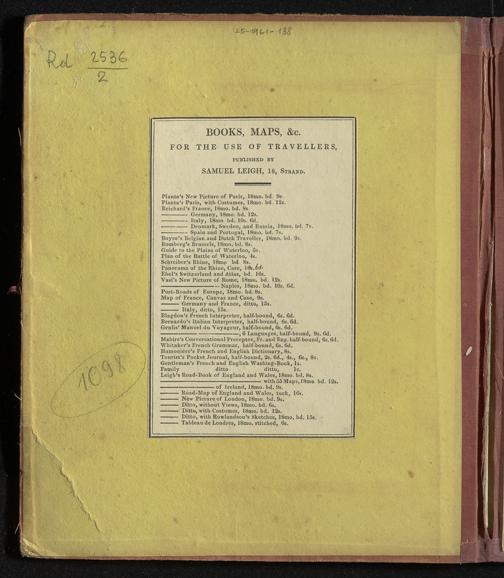 25-1961-138
Rd 2536
2
BOOKS, MAPS, &c.
FOR THE USE OF TRAVELLERS,
PUBLISHED BY
SAMUEL LEIGH, 18, STRAND.
Planta's New Picture of Paris, 18mo. bd. 9s.
Planta's Paris, with Costumes, 18mo. bd. 12s.
Reichard's France, 18mo. bd. 8s.
——— Germany, 18mo. bd. 12s.
——— Italy, 18mo bd. 10s. 6d.
——— Denmark, Sweden, and Russia, 18mo. bd. 7s.
——— Spain and Portugal, 18mo. bd. 7s.
Boyce's Belgian and Dutch Traveller, 18mo. bd. 9s.
Romberg's Brussels, 18mo. bd. 8s.
Guide to the Plains of Waterloo, 5s.
Plan of the Battle of Waterloo, 4s.
Schreiber's Rhine, 18mo bd. 8s.
Panorama of the Rhine, Case,
Ebel's Switzerland and Atlas, bd. 16s.
Vasi's New Picture of Rome, 18mo. bd. 12s.
——— Naples, 18mo. bd. 10s. 6d.
Post-Roads of Europe, 18mo. bd. 8s.
Map of France, Canvas and Case, 9s.
——— Germany and France, ditto, 15s.
——— Italy, ditto, 15s.
Blagdon's French Interpreter, half-bound, 6s. 6d.
Bernardo's Italian Interpreter, half-bound, 6s. 6d.
Genlis' Manuel du Voyageur, half-bound, 6s. 6d.
———, 6 Languages, half-bound, 8s. 6d.
Mabire's Conversational Preceptor, Fr. and Eng. half-bound, 6s. 6d.
Whitaker's French Grammar, half-bound, 6s. 6d.
Hamonière's French and English Dictionary, 8s.
Tourist's Pocket Journal, half-bound, 2s. 6d., 4s., 6s., 8s.
Gentleman's French and English Washing-Book, 1s.
Family ditto ditto, 1s.
Leigh's Road-Book of England and Wales, 18mo. bd. 8s.
——— with 55 Maps, 18mo. bd. 12s.
——— of Ireland, 18mo. bd. 9s.
——— Road-Map of England and Wales, tuck, 16s.
——— New Picture of London, 18mo. bd. 9s.
——— Ditto, without Views, 18mo. bd. 6s.
——— Ditto, with Costumes, 18mo. bd. 12s.
——— Ditto, with Rowlandson's Sketches, 18mo. bd. 15s.
——— Tableau de Londres, 18mo. stitched, 6s.
1098